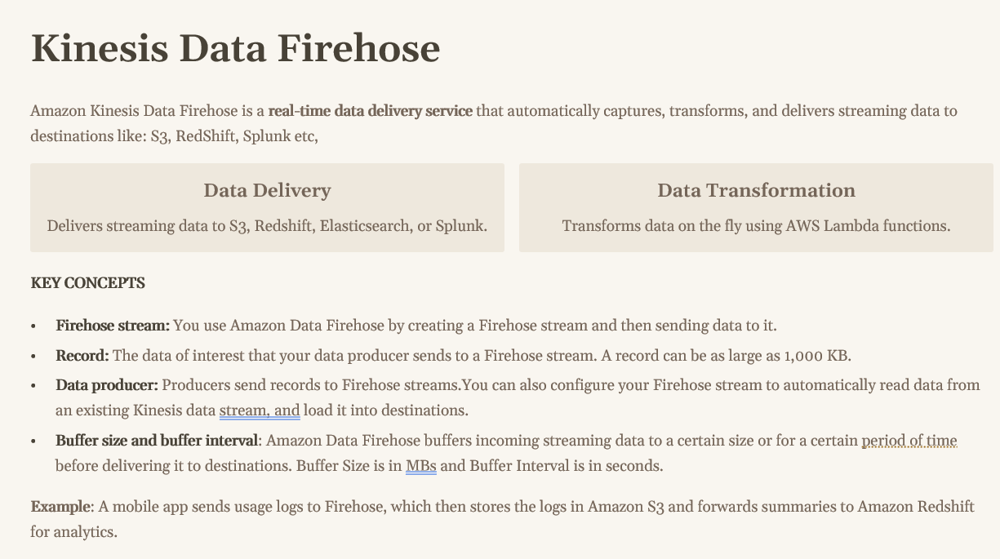 Kinesis Data Firehose
Amazon Kinesis Data Firehose is a real-time data delivery service that automatically captures, transforms, and delivers streaming data to
destinations like: S3, RedShift, Splunk etc,
Data Delivery
Delivers streaming data to S3, Redshift, Elasticsearch, or Splunk.
Data Transformation
Transforms data on the fly using AWS Lambda functions.
KEY CONCEPTS
• Firehose stream: You use Amazon Data Firehose by creating a Firehose stream and then sending data to it.
• Record: The data of interest that your data producer sends to a Firehose stream. A record can be as large as 1,000 KB.
• Data producer: Producers send records to Firehose streams.You can also configure your Firehose stream to automatically read data from
an existing Kinesis data stream, and load it into destinations.
• Buffer size and buffer interval: Amazon Data Firehose buffers incoming streaming data to a certain size or for a certain period of time
before delivering it to destinations. Buffer Size is in MBs and Buffer Interval is in seconds.
Example: A mobile app sends usage logs to Firehose, which then stores the logs in Amazon S3 and forwards summaries to Amazon Redshift
for analytics.